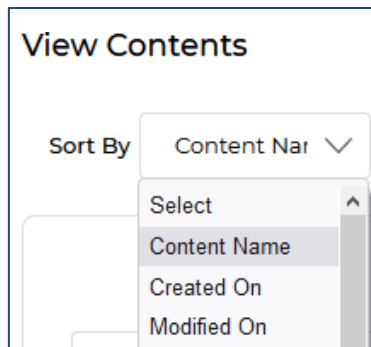 View Contents
Sort By Content Nar
Select
Content Name
Created On
Modified On